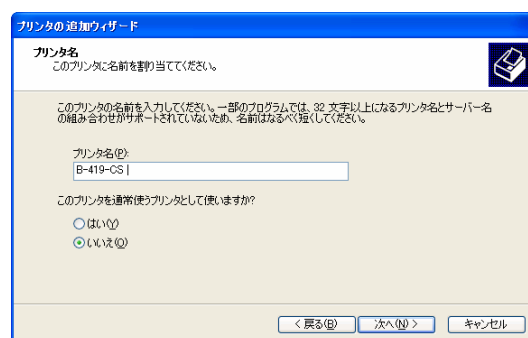 プリンタの追加ウィザード
プリンタ名
このプリンタに名前を割り当ててください。
このプリンタの名前を入力してください。一部のプログラムでは、32 文字以上になるプリンタ名とサーバー名
の組み合わせがサポートされていないため、名前はなるべく短くしてください。
プリンタ名(P):
B-419-CS
このプリンタを通常使うプリンタとして使いますか?
はい(Y)
いいえ(O)
< 戻る(B)
次へ(N) >
キャンセル